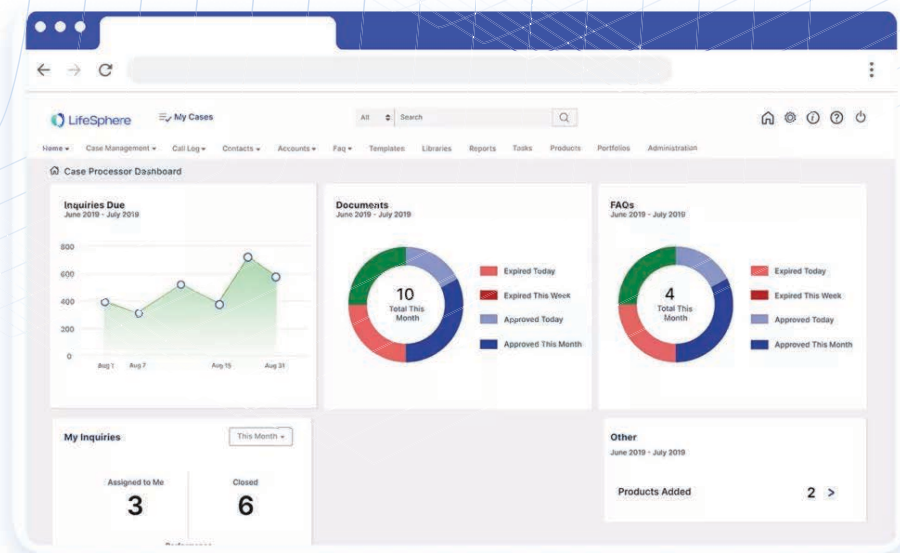 LifeSphere
My Cases
All
Search
Home
Case Management
Call Log
Contacts
Accounts
Faq
Templates
Libraries
Reports
Tasks
Products
Portfolios
Administration
Case Processor Dashboard
Inquiries Due
June 2019 - July 2019
800
600
400
200
0
Aug 1
Aug 7
Aug 15
Aug 31
Documents
June 2019 - July 2019
10
Total This
Month
Expired Today
Expired This Week
Approved Today
Approved This Month
FAQs
June 2019 - July 2019
4
Total This
Month
Expired Today
Expired This Week
Approved Today
Approved This Month
My Inquiries
This Month
Assigned to Me
3
Closed
6
Other
June 2019 - July 2019
Products Added
2 >